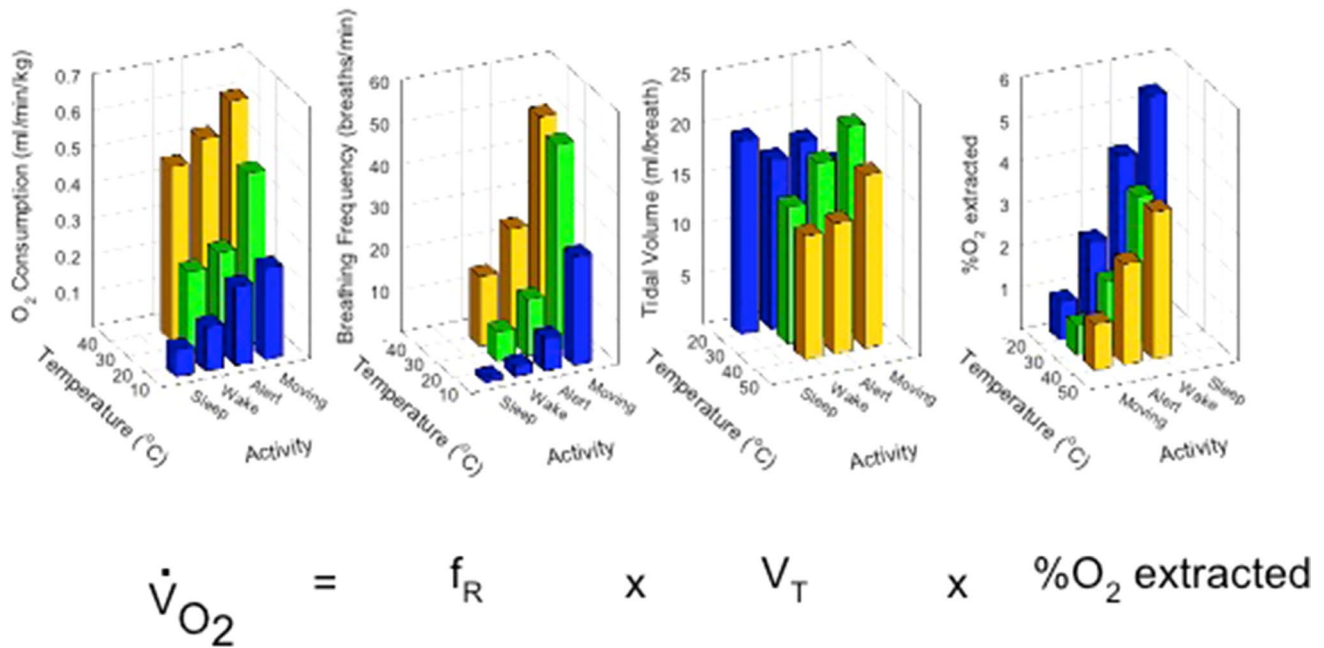 O2 Consumption (ml/min/kg)
0.7
0.6
0.5
0.4
0.3
0.2
0.1
40
30
20
10
Temperature (°C)
Sleep
Wake
Alert
Moving
Activity
Breathing Frequency (breaths/min)
60
50
40
30
20
10
40
30
20
10
Temperature (°C)
Sleep
Wake
Alert
Moving
Activity
Tidal Volume (ml/breath)
25
20
15
10
5
20
30
40
50
Temperature (°C)
Sleep
Wake
Alert
Moving
Activity
%O2 extracted
6
5
4
3
2
1
20
30
40
50
Temperature (°C)
Moving
Alert
Wake
Sleep
Activity
V̇O2 = fR x VT x %O2 extracted